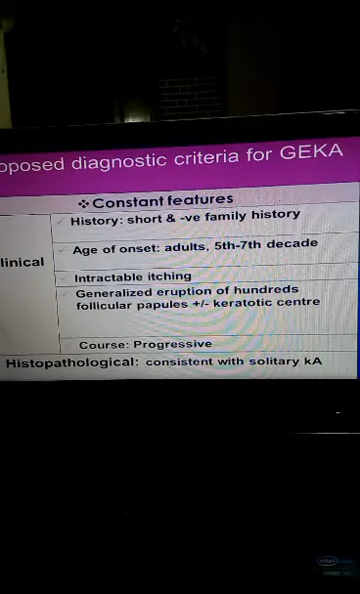 oposed diagnostic criteria for GEKA
❖Constant features
✓ History: short & -ve family history
linical
✓ Age of onset: adults, 5th-7th decade
✓ Intractable itching
✓ Generalized eruption of hundreds
follicular papules +/- keratotic centre
✓ Course: Progressive
Histopathological: consistent with solitary kA